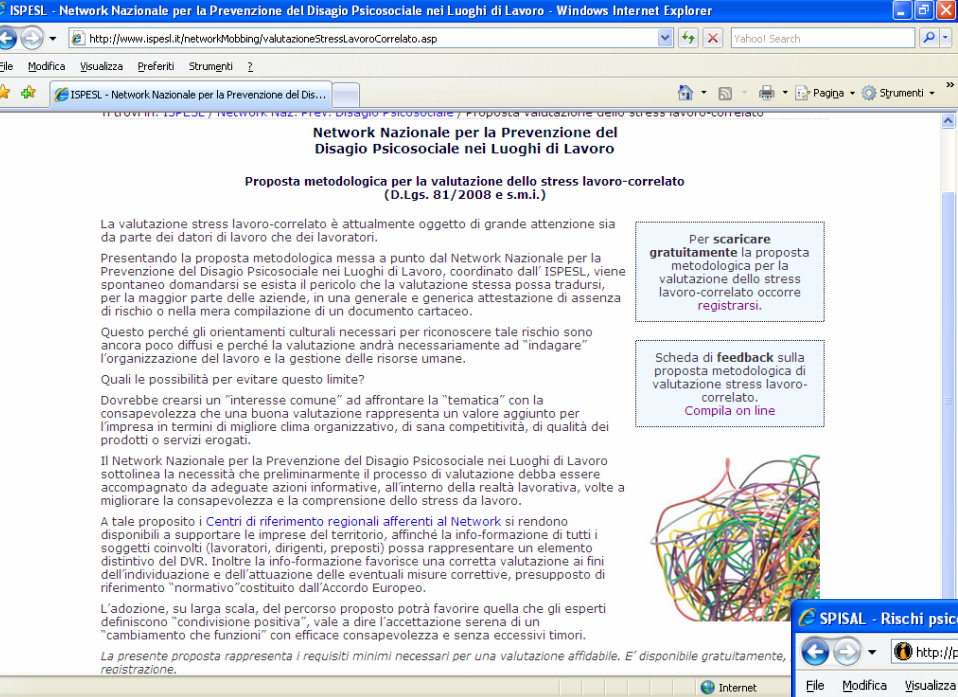 ISPESL - Network Nazionale per la Prevenzione del Disagio Psicosociale nei Luoghi di Lavoro - Windows Internet Explorer
http://www.ispesl.it/networkMobbing/valutazioneStressLavoroCorrelato.asp
Yahoo! Search
File Modifica Visualizza Preferiti Strumenti ?
ISPESL - Network Nazionale per la Prevenzione del Dis...
Pagina Strumenti »
Ti trovi in: ISPESL / Network Naz. Prev. Disagio Psicosociale / Proposta valutazione dello stress lavoro-correlato
Network Nazionale per la Prevenzione del
Disagio Psicosociale nei Luoghi di Lavoro
Proposta metodologica per la valutazione dello stress lavoro-correlato
(D.Lgs. 81/2008 e s.m.i.)
La valutazione stress lavoro-correlato è attualmente oggetto di grande attenzione sia
da parte dei datori di lavoro che dei lavoratori.
Presentando la proposta metodologica messa a punto dal Network Nazionale per la
Prevenzione del Disagio Psicosociale nei Luoghi di Lavoro, coordinato dall' ISPESL, viene
spontaneo domandarsi se esista il pericolo che la valutazione stessa possa tradursi,
per la maggior parte delle aziende, in una generale e generica attestazione di assenza
di rischio o nella mera compilazione di un documento cartaceo.
Questo perché gli orientamenti culturali necessari per riconoscere tale rischio sono
ancora poco diffusi e perché la valutazione andrà necessariamente ad "indagare"
l'organizzazione del lavoro e la gestione delle risorse umane.
Quali le possibilità per evitare questo limite?
Dovrebbe crearsi un "interesse comune" ad affrontare la "tematica" con la
consapevolezza che una buona valutazione rappresenta un valore aggiunto per
l'impresa in termini di migliore clima organizzativo, di sana competitività, di qualità dei
prodotti o servizi erogati.
Il Network Nazionale per la Prevenzione del Disagio Psicosociale nei Luoghi di Lavoro
sottolinea la necessità che preliminarmente il processo di valutazione debba essere
accompagnato da adeguate azioni informative, all'interno della realtà lavorativa, volte a
migliorare la consapevolezza e la comprensione dello stress da lavoro.
A tale proposito i Centri di riferimento regionali afferenti al Network si rendono
disponibili a supportare le imprese del territorio, affinché la info-formazione di tutti i
soggetti coinvolti (lavoratori, dirigenti, preposti) possa rappresentare un elemento
distintivo del DVR. Inoltre la info-formazione favorisce una corretta valutazione ai fini
dell'individuazione e dell'attuazione delle eventuali misure correttive, presupposto di
riferimento "normativo"costituito dall'Accordo Europeo.
L'adozione, su larga scala, del percorso proposto potrà favorire quella che gli esperti
definiscono "condivisione positiva", vale a dire l'accettazione serena di un
"cambiamento che funzioni" con efficace consapevolezza e senza eccessivi timori.
La presente proposta rappresenta i requisiti minimi necessari per una valutazione affidabile. E' disponibile gratuitamente,
registrazione.
Per scaricare
gratuitamente la proposta
metodologica per la
valutazione dello stress
lavoro-correlato occorre
registrarsi.
Scheda di feedback sulla
proposta metodologica di
valutazione stress lavoro-
correlato.
Compila on line
Internet
SPISAL - Rischi psico
http://p
File Modifica Visualizza